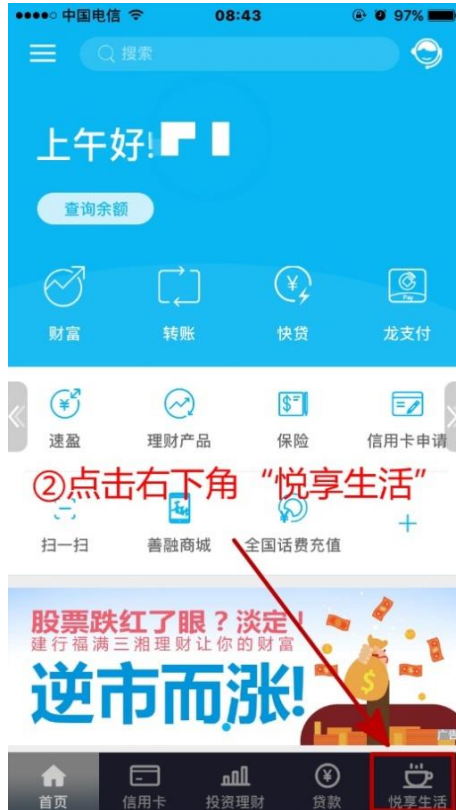 中国电信
08:43
97%
搜索
上午好!
查询余额
财富
转账
快贷
龙支付
速盈
理财产品
保险
信用卡申请
②点击右下角“悦享生活”
扫一扫
善融商城
全国话费充值
股票跌红了眼?淡定!
建行福满三湘理财让你的财富
逆市而涨!
广告
首页
信用卡
投资理财
贷款
悦享生活